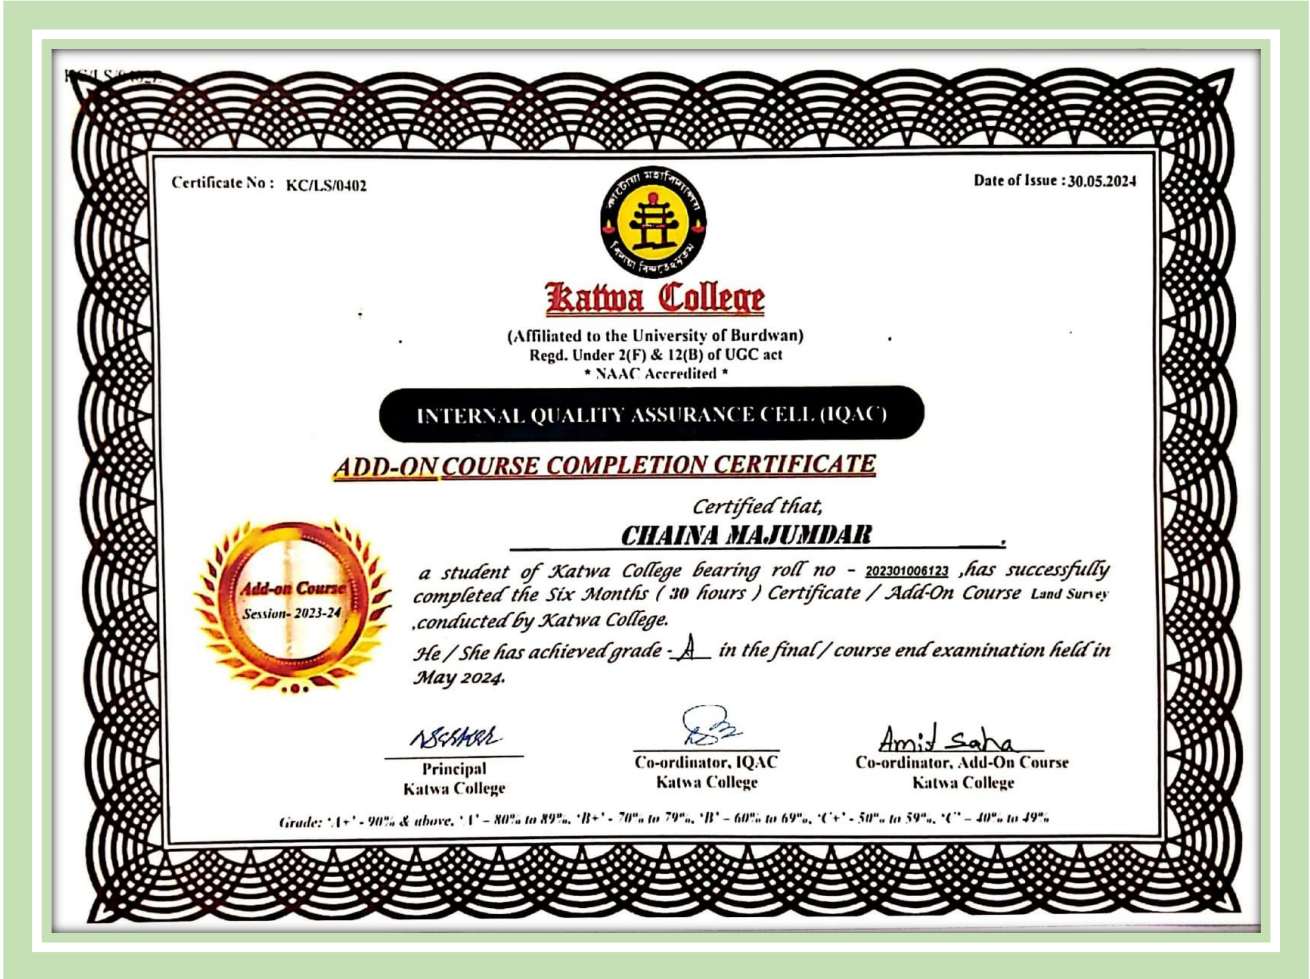 Certificate No : KC/LS/0402
Date of Issue : 30.05.2024
কাটোয়া মহাবিদ্যালয়
Katwa College
(Affiliated to the University of Burdwan)
Regd. Under 2(F) & 12(B) of UGC act
* NAAC Accredited *
INTERNAL QUALITY ASSURANCE CELL (IQAC)
ADD-ON COURSE COMPLETION CERTIFICATE
Certified that,
CHAINA MAJUMDAR .
Add-on Course
Session- 2023-24
a student of Katwa College bearing roll no - 202301006123 ,has successfully
completed the Six Months ( 30 hours ) Certificate / Add-On Course Land Survey
,conducted by Katwa College.
He / She has achieved grade - A in the final / course end examination held in
May 2024.
Amit Saha
Principal
Katwa College
Co-ordinator, IQAC
Katwa College
Co-ordinator, Add-On Course
Katwa College
Grade: 'A+' - 90% & above, 'A' – 80% to 89%, 'B+' - 70% to 79%, 'B' – 60% to 69%, 'C+' - 50% to 59%, 'C' – 40% to 49%